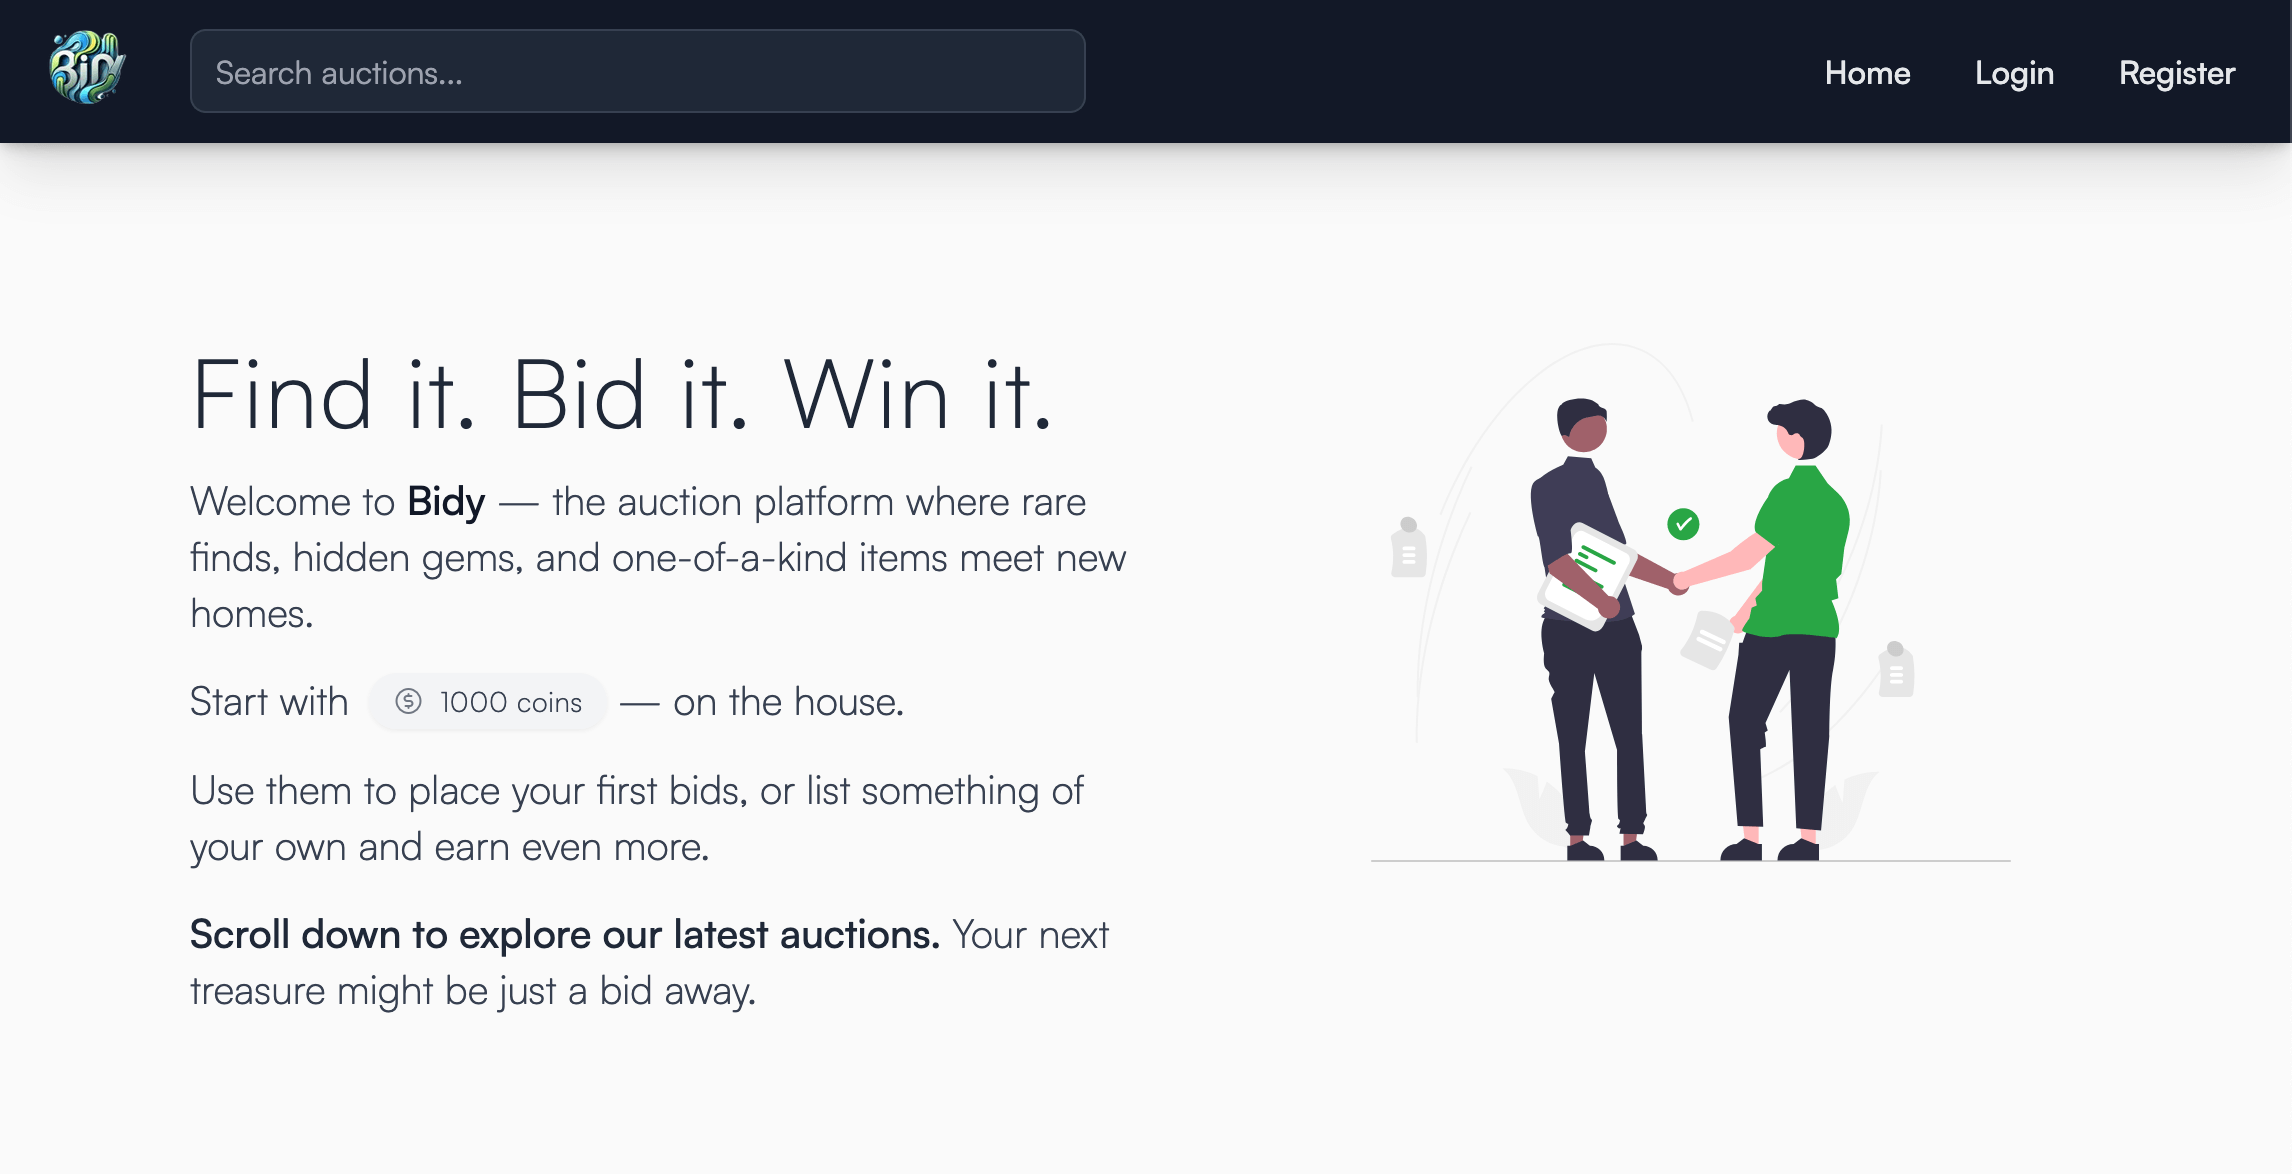 Bidy
Search auctions...
Home
Login
Register
Find it. Bid it. Win it.
Welcome to Bidy — the auction platform where rare
finds, hidden gems, and one-of-a-kind items meet new
homes.
Start with $ 1000 coins — on the house.
Use them to place your first bids, or list something of
your own and earn even more.
Scroll down to explore our latest auctions. Your next
treasure might be just a bid away.